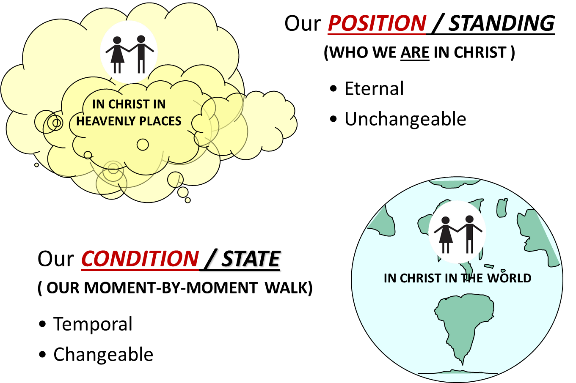 Our POSITION / STANDING
(WHO WE ARE IN CHRIST )
• Eternal
• Unchangeable
IN CHRIST IN
HEAVENLY PLACES
Our CONDITION / STATE
( OUR MOMENT-BY-MOMENT WALK)
• Temporal
• Changeable
IN CHRIST IN THE WORLD